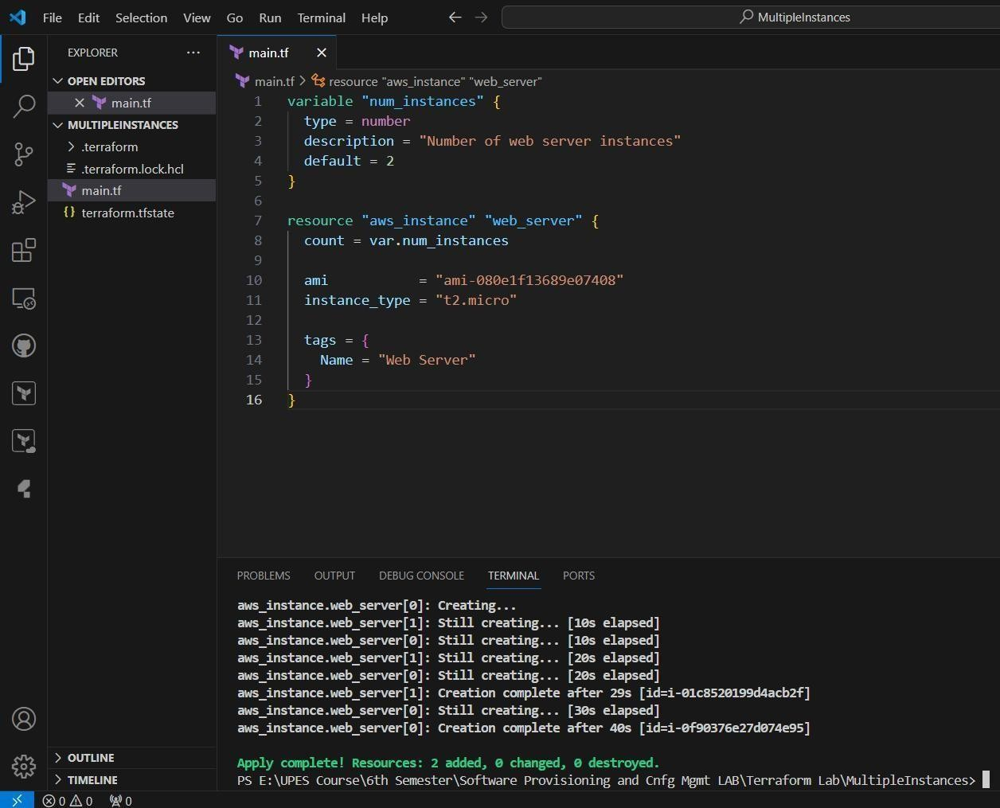 File Edit Selection View Go Run Terminal Help
MultipleInstances
EXPLORER
OPEN EDITORS
main.tf
MULTIPLEINSTANCES
.terraform
.terraform.lock.hcl
main.tf
terraform.tfstate
OUTLINE
TIMELINE
main.tf
main.tf > resource "aws_instance" "web_server"
1 variable "num_instances" {
2   type = number
3   description = "Number of web server instances"
4   default = 2
5 }
6
7 resource "aws_instance" "web_server" {
8   count = var.num_instances
9
10   ami           = "ami-080e1f13689e07408"
11   instance_type = "t2.micro"
12
13   tags = {
14     Name = "Web Server"
15   }
16 }
PROBLEMS OUTPUT DEBUG CONSOLE TERMINAL PORTS
aws_instance.web_server[0]: Creating...
aws_instance.web_server[1]: Still creating... [10s elapsed]
aws_instance.web_server[0]: Still creating... [10s elapsed]
aws_instance.web_server[1]: Still creating... [20s elapsed]
aws_instance.web_server[0]: Still creating... [20s elapsed]
aws_instance.web_server[1]: Creation complete after 29s [id=i-01c8520199d4acb2f]
aws_instance.web_server[0]: Still creating... [30s elapsed]
aws_instance.web_server[0]: Creation complete after 40s [id=i-0f90376e27d074e95]
Apply complete! Resources: 2 added, 0 changed, 0 destroyed.
PS E:\UPES Course\6th Semester\Software Provisioning and Cnfg Mgmt LAB\Terraform Lab\MultipleInstances>
0 0 0